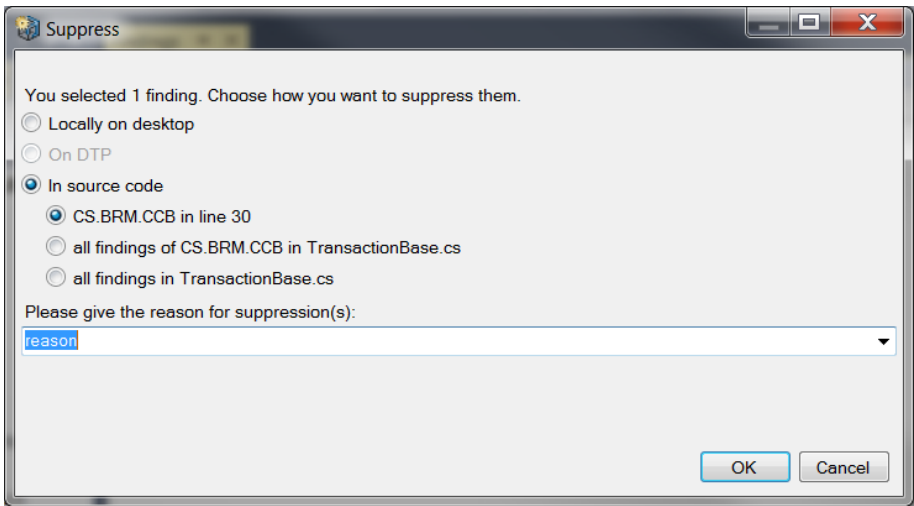 Suppress
You selected 1 finding. Choose how you want to suppress them.
Locally on desktop
On DTP
In source code
CS.BRM.CCB in line 30
all findings of CS.BRM.CCB in TransactionBase.cs
all findings in TransactionBase.cs
Please give the reason for suppression(s):
reason
OK Cancel